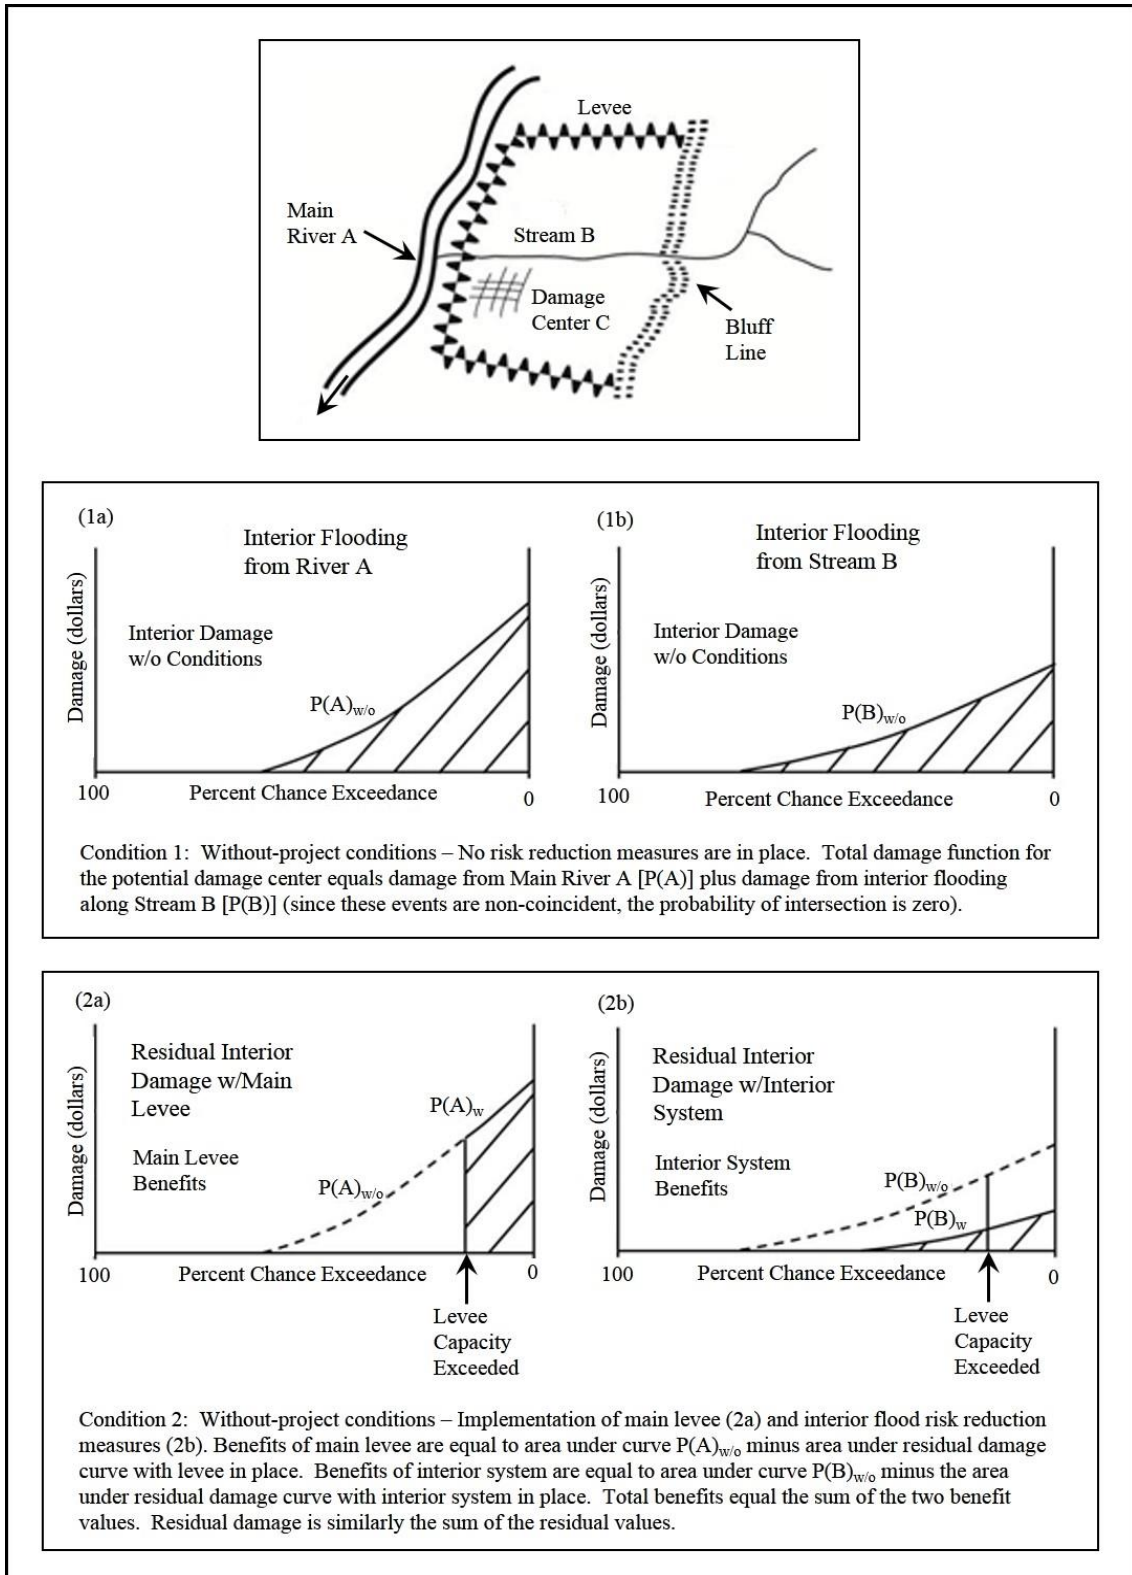 Levee
Main
River A
Stream B
Damage
Center C
Bluff
Line
(1a)
Interior Flooding
from River A
Damage (dollars)
Interior Damage
w/o Conditions
P(A)w/o
100
Percent Chance Exceedance
0
(1b)
Interior Flooding
from Stream B
Damage (dollars)
Interior Damage
w/o Conditions
P(B)w/o
100
Percent Chance Exceedance
0
Condition 1: Without-project conditions – No risk reduction measures are in place. Total damage function for
the potential damage center equals damage from Main River A [P(A)] plus damage from interior flooding
along Stream B [P(B)] (since these events are non-coincident, the probability of intersection is zero).
(2a)
Residual Interior
Damage w/Main
Levee
Damage (dollars)
P(A)w
Main Levee
Benefits
P(A)w/o
100
Percent Chance Exceedance
0
Levee
Capacity
Exceeded
(2b)
Residual Interior
Damage w/Interior
System
Damage (dollars)
Interior System
Benefits
P(B)w/o
P(B)w
100
Percent Chance Exceedance
0
Levee
Capacity
Exceeded
Condition 2: Without-project conditions – Implementation of main levee (2a) and interior flood risk reduction
measures (2b). Benefits of main levee are equal to area under curve P(A)w/o minus area under residual damage
curve with levee in place. Benefits of interior system are equal to area under curve P(B)w/o minus the area
under residual damage curve with interior system in place. Total benefits equal the sum of the two benefit
values. Residual damage is similarly the sum of the residual values.